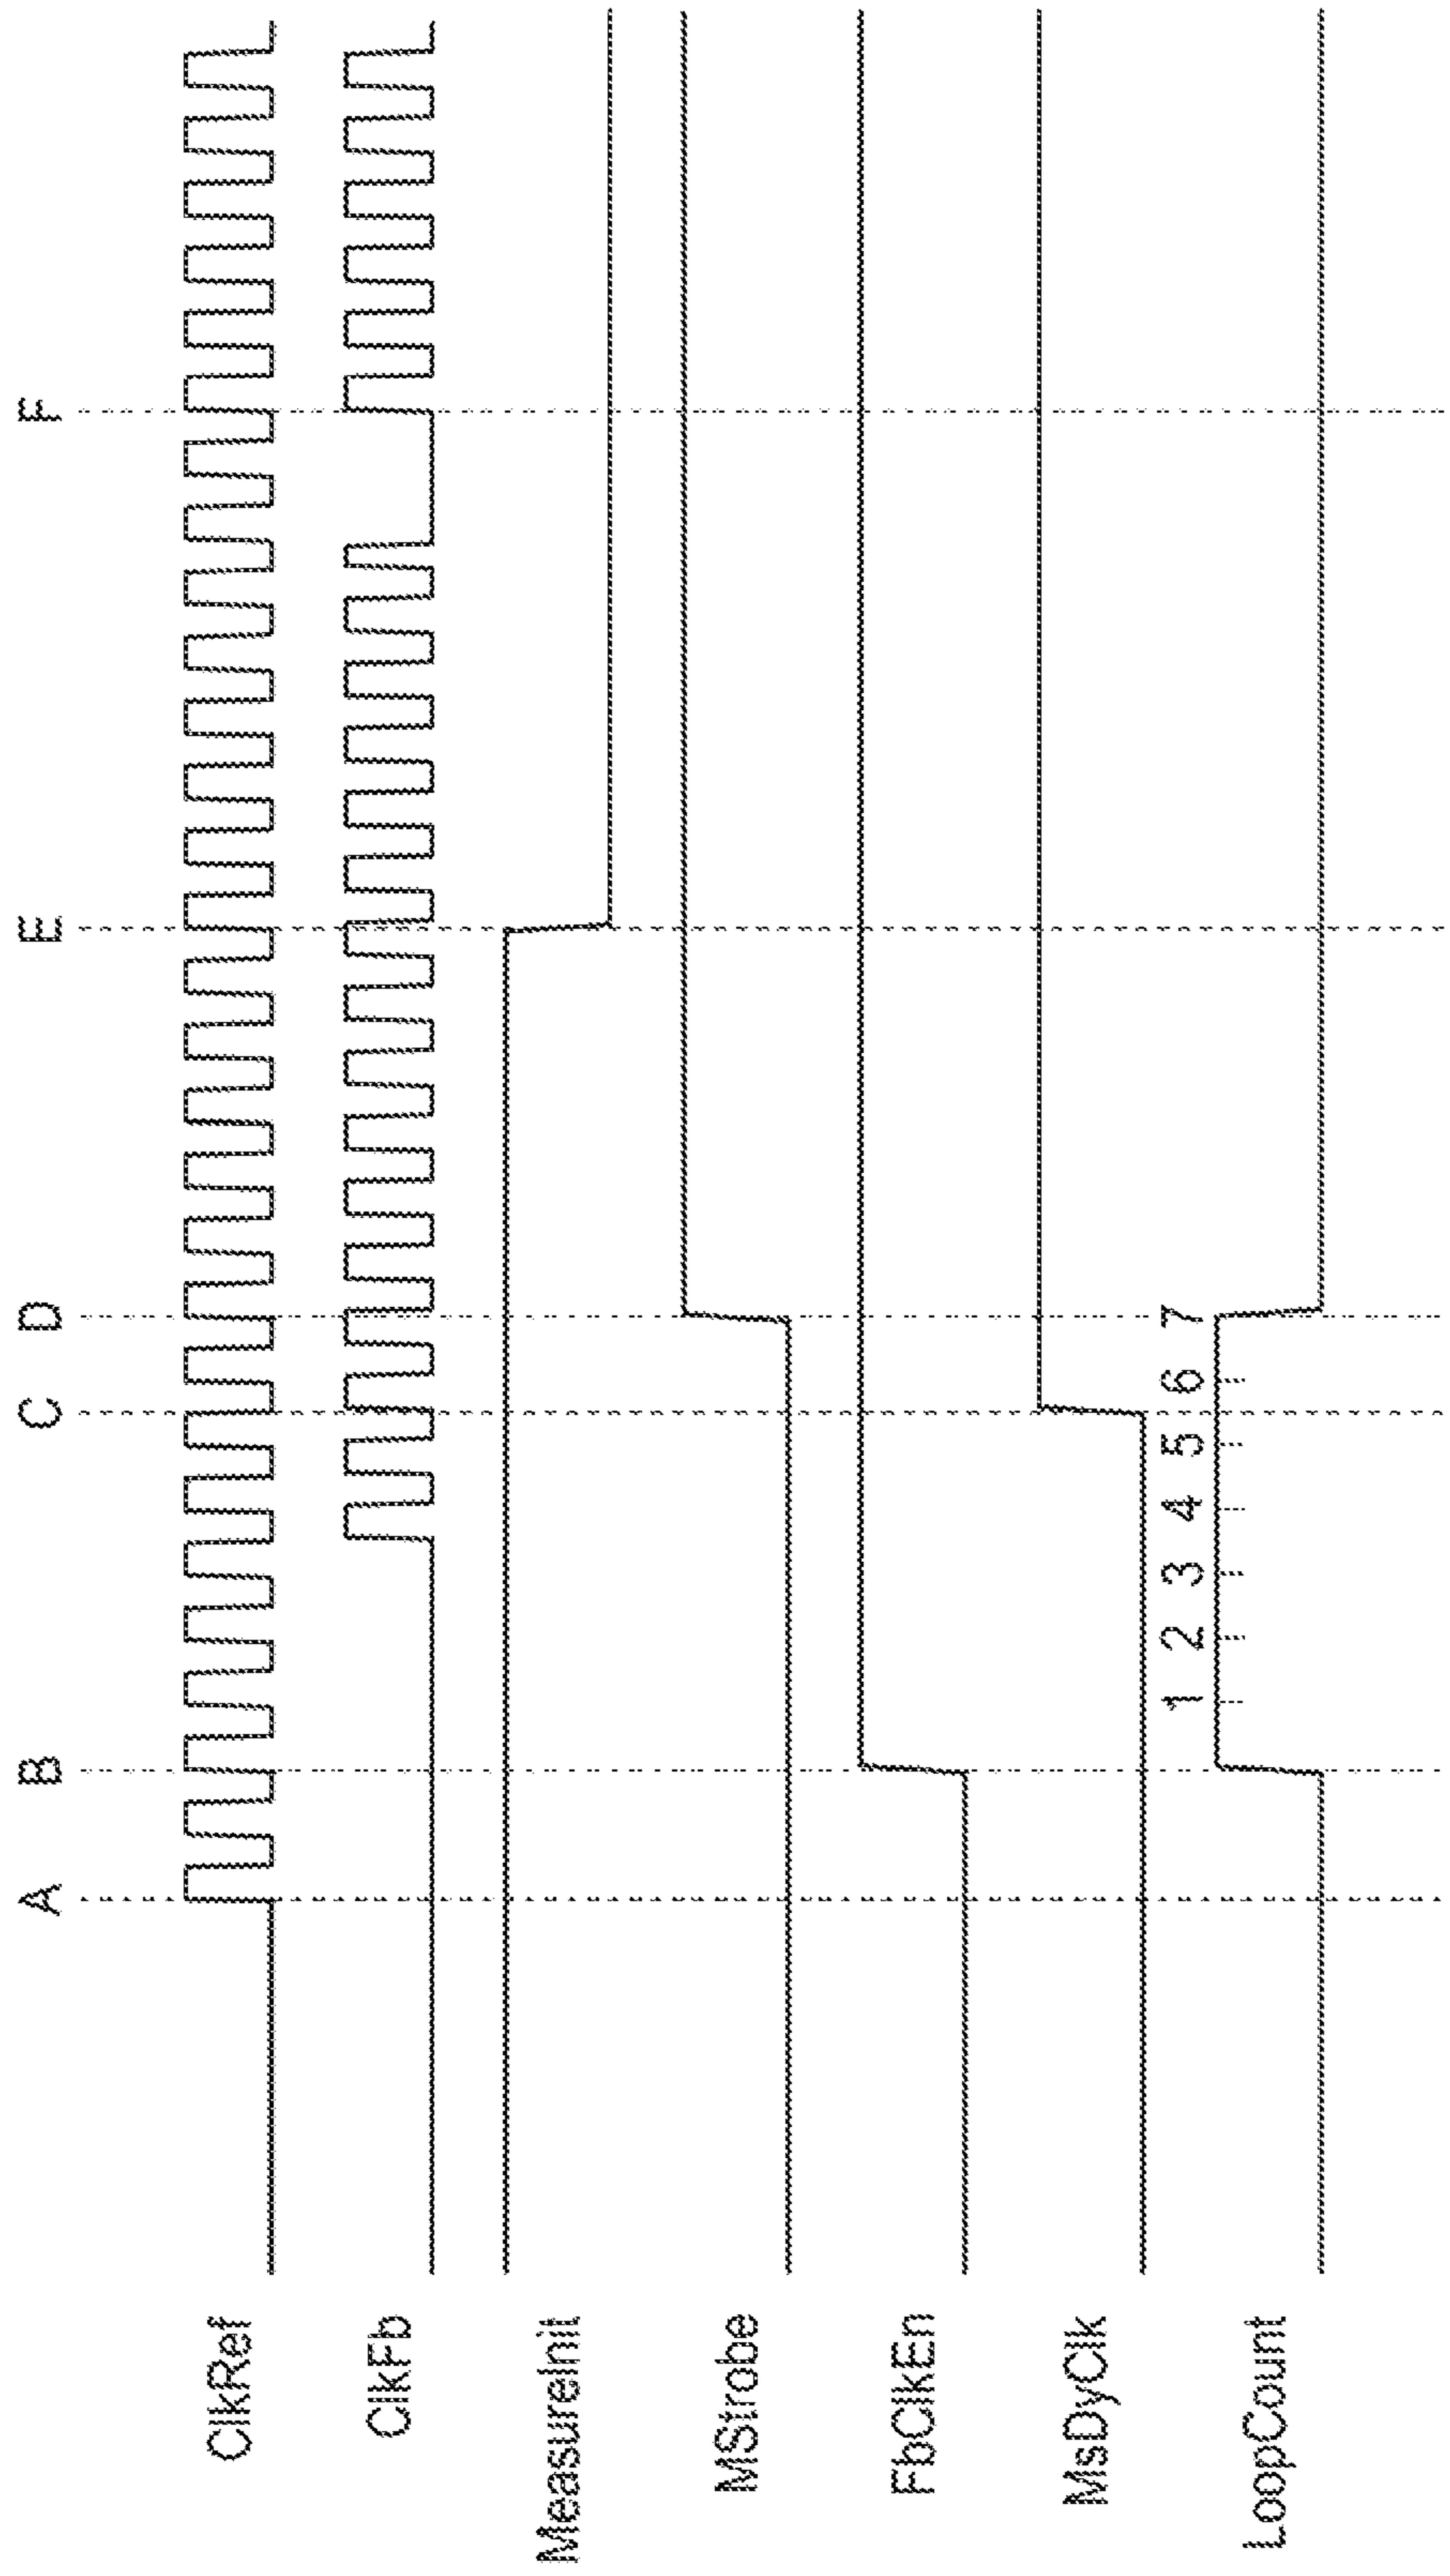 A B C D E F
ClkRef
ClkFb
MeasureInit
MStrobe
FbClkEn
MsDyClk
1 2 3 4 5 6 7
LoopCount